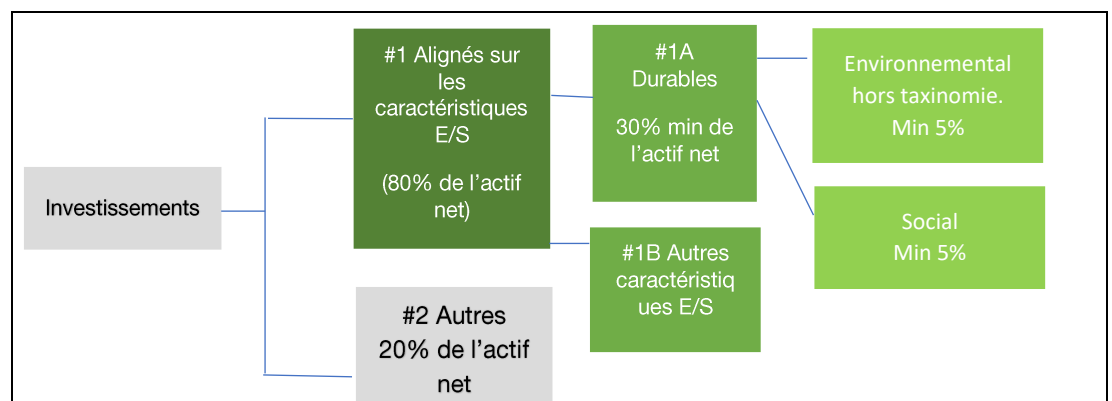 Investissements
#1 Alignés sur
les
caractéristiques
E/S
(80% de l’actif
net)
#2 Autres
20% de l’actif
net
#1A
Durables
30% min de
l’actif net
#1B Autres
caractéristiq
ues E/S
Environnemental
hors taxinomie.
Min 5%
Social
Min 5%